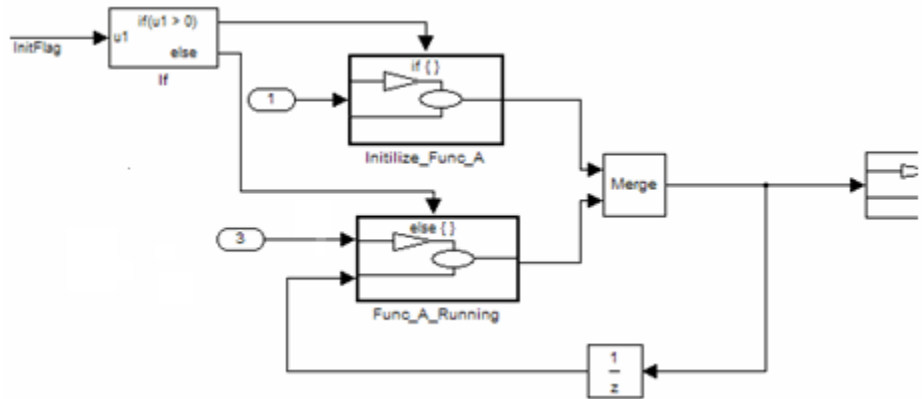 if(u1 > 0)
u1
else
InitFlag
If
if { }
1
Initilize_Func_A
Merge
else { }
3
Func_A_Running
1
z